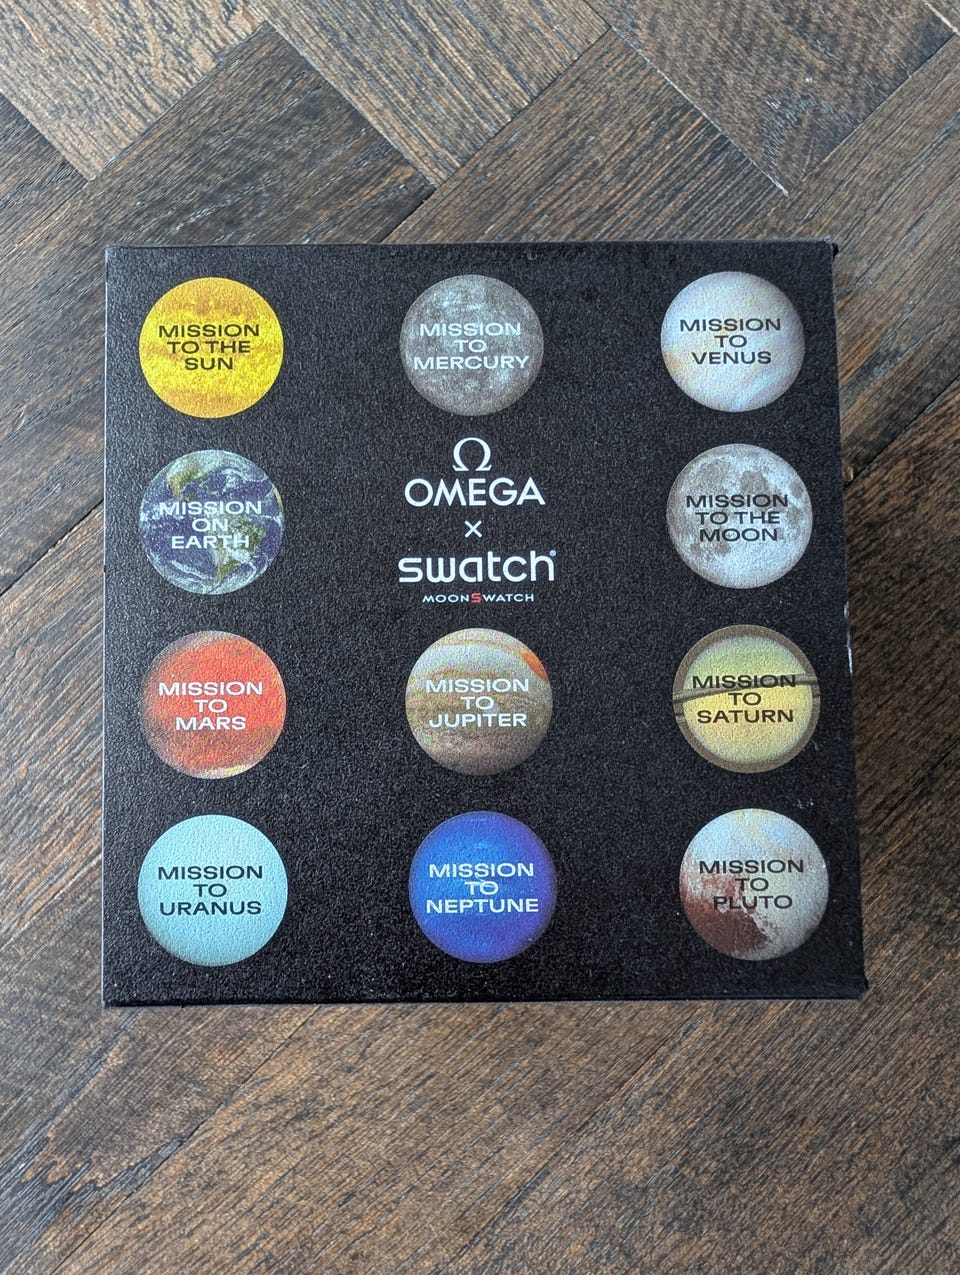 MISSION
TO THE
SUN
MISSION
TO
MERCURY
MISSION
TO
VENUS
Ω
OMEGA
×
swatch®
MOONSWATCH
MISSION
ON
EARTH
MISSION
TO THE
MOON
MISSION
TO
MARS
MISSION
TO
JUPITER
MISSION
TO
SATURN
MISSION
TO
URANUS
MISSION
TO
NEPTUNE
MISSION
TO
PLUTO